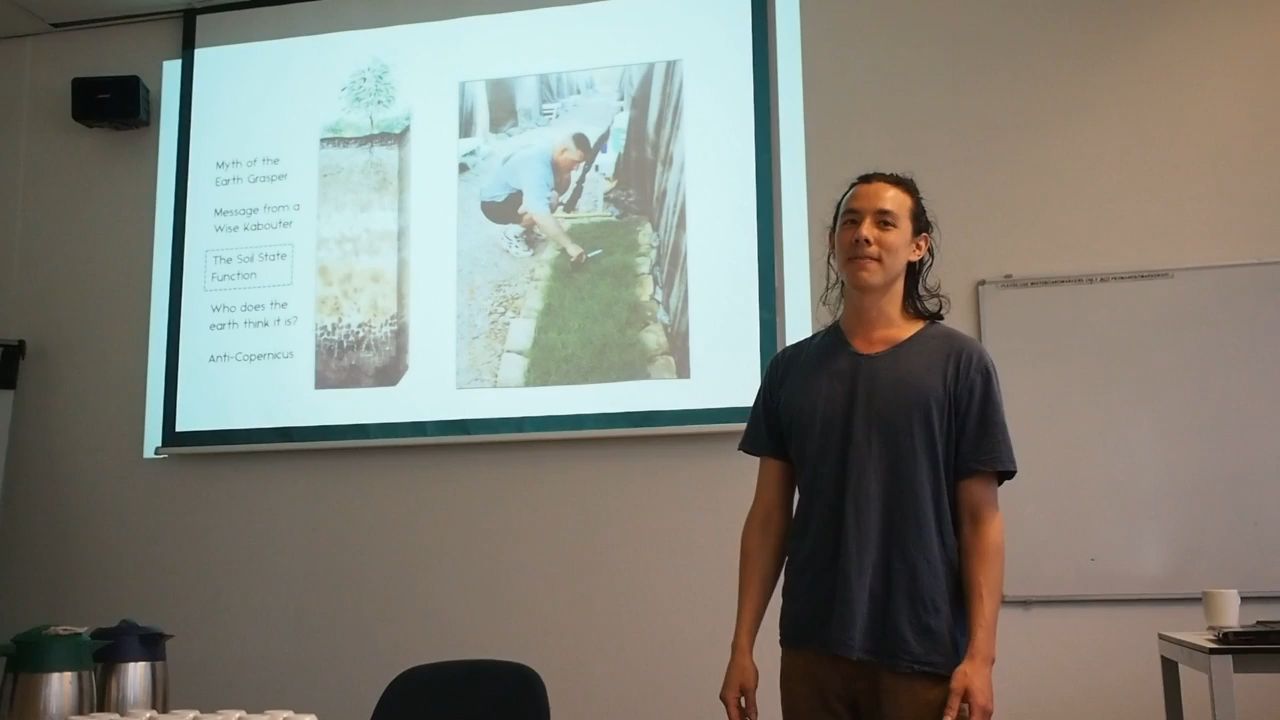 Myth of the
Earth Grasper
Message from a
Wise Kabouter
The Soil State
Function
Who does the
earth think it is?
Anti-Copernicus